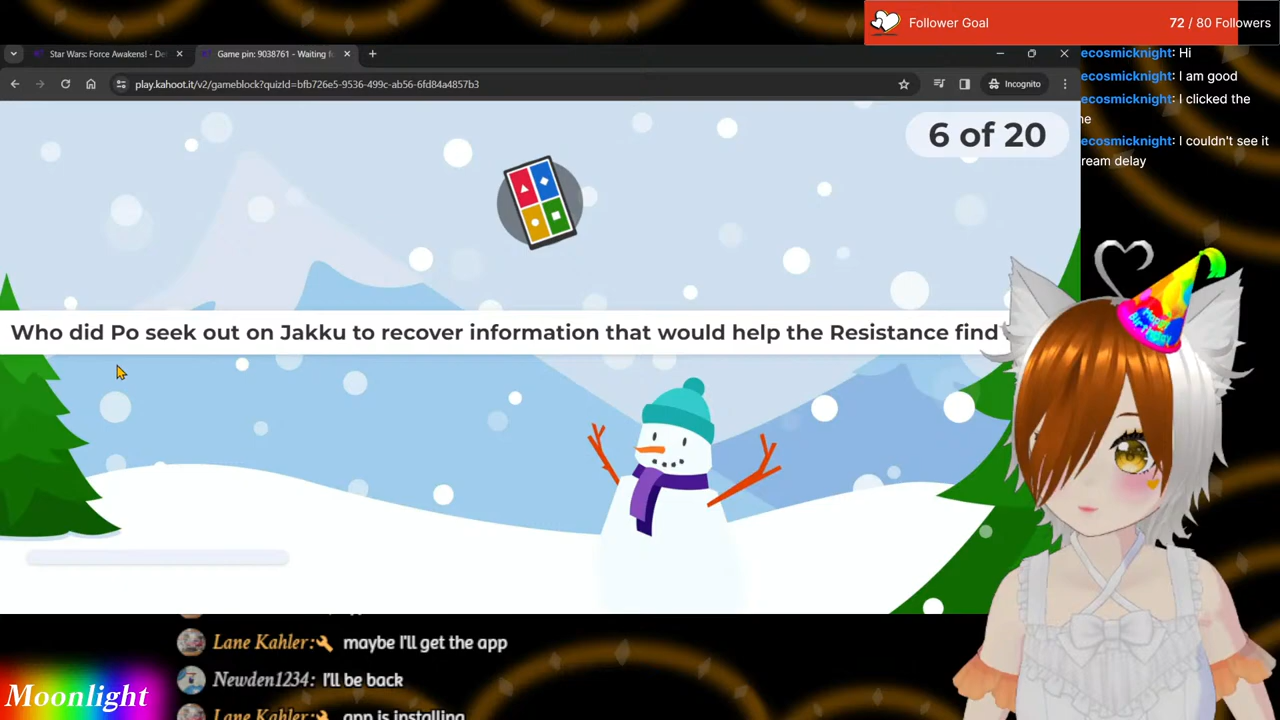 Follower Goal
72 / 80 Followers
Star Wars: Force Awakens! - De
Game pin: 9038761 - Waiting f
ecosmicknight: Hi
play.kahoot.it/v2/gameblock?quizId=bfb726e5-9536-499c-ab56-6fd84a4857b3
Incognito
ecosmicknight: I am good
ecosmicknight: I clicked the
ne
ecosmicknight: I couldn't see it
ream delay
6 of 20
Who did Po seek out on Jakku to recover information that would help the Resistance find
Happy Birthday
Lane Kahler: maybe I'll get the app
Newden1234: I'll be back
Lane Kahler: app is installing
Moonlight